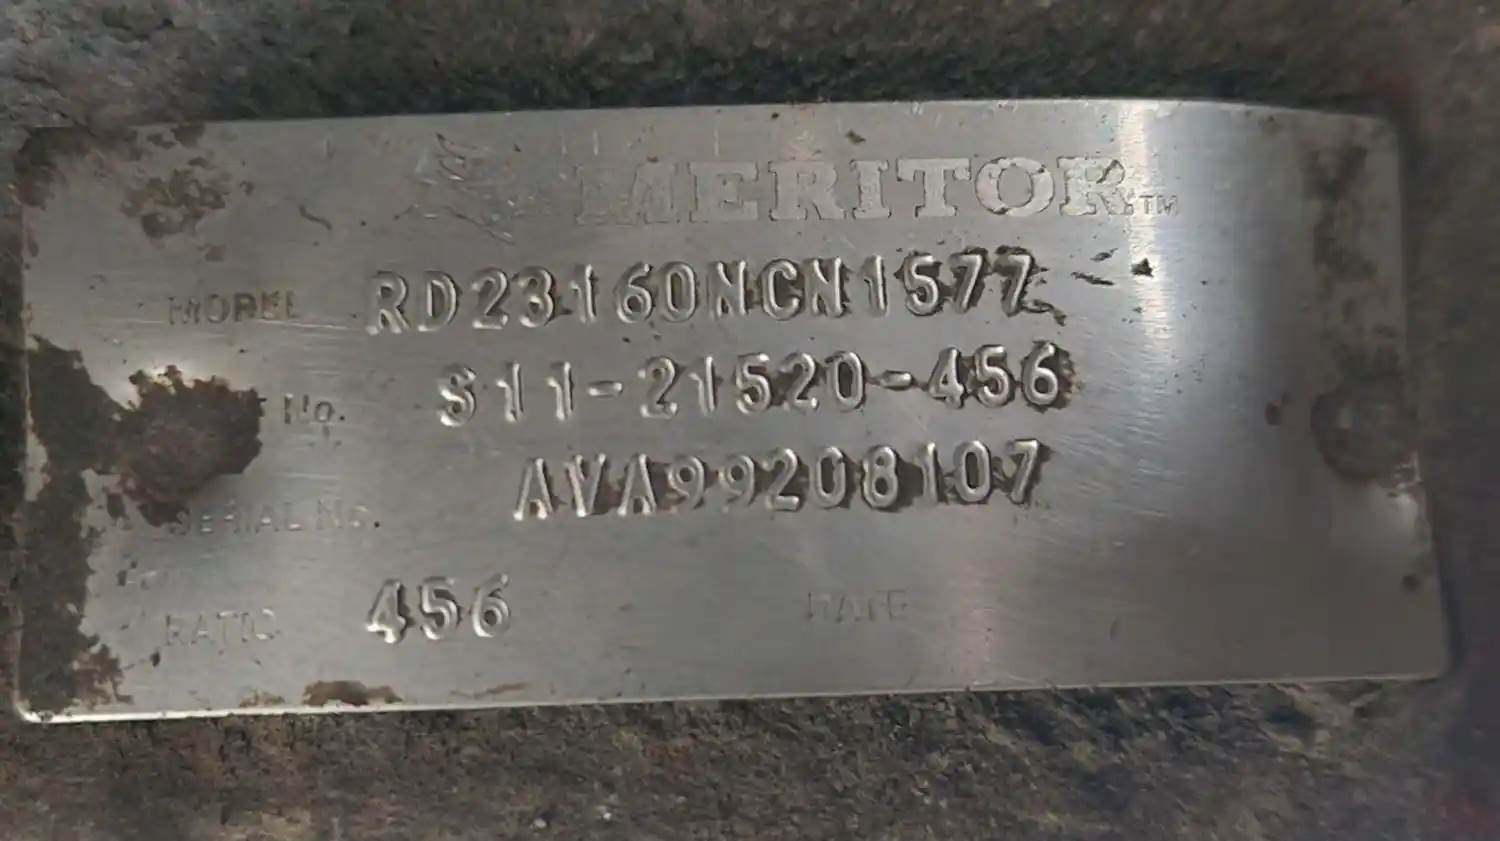 MERITOR™
MODEL RD23160NCN1577
No. S11-21520-456
SERIAL No. AVA99208107
RATIO 456 DATE